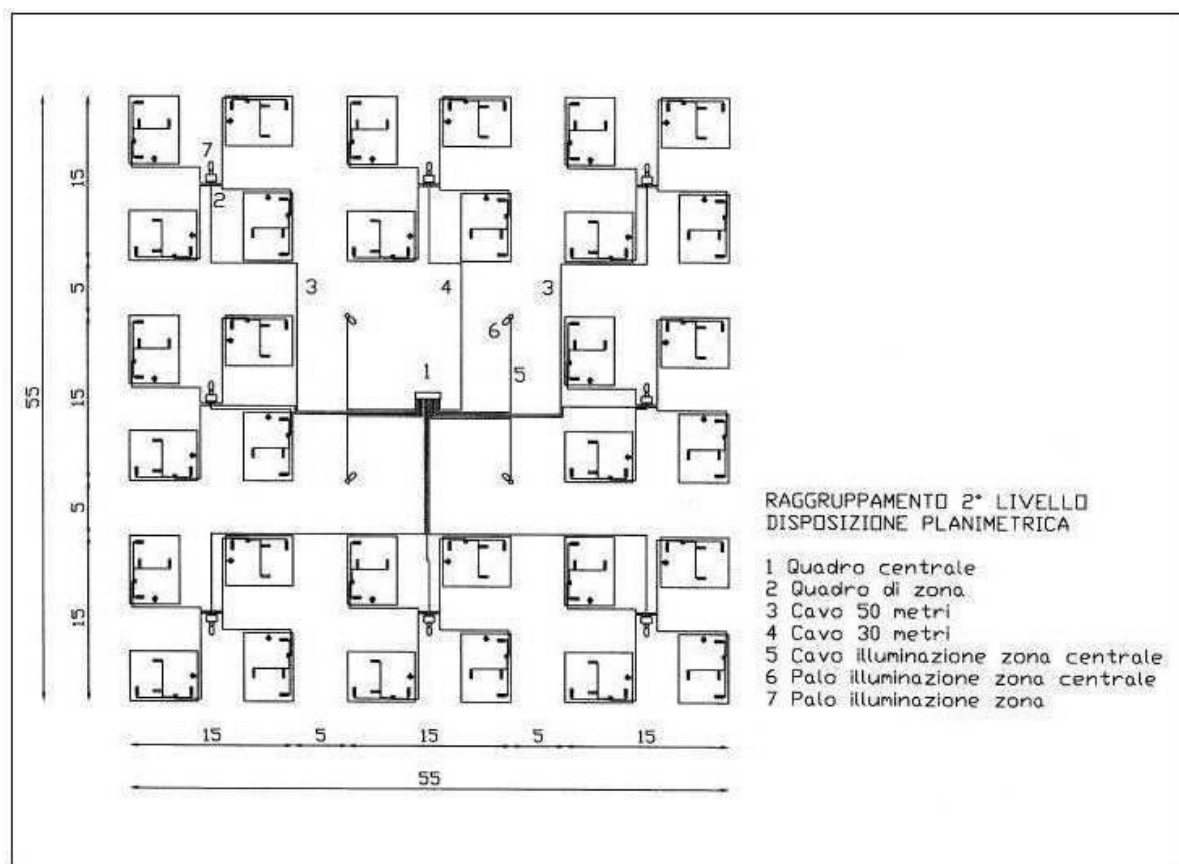 7
2
15
3
4
3
5
6
1
5
15
55
5
15
RAGGRUPPAMENTO 2° LIVELLO
DISPOSIZIONE PLANIMETRICA
1 Quadro centrale
2 Quadro di zona
3 Cavo 50 metri
4 Cavo 30 metri
5 Cavo illuminazione zona centrale
6 Palo illuminazione zona centrale
7 Palo illuminazione zona
15 5 15 5 15
55